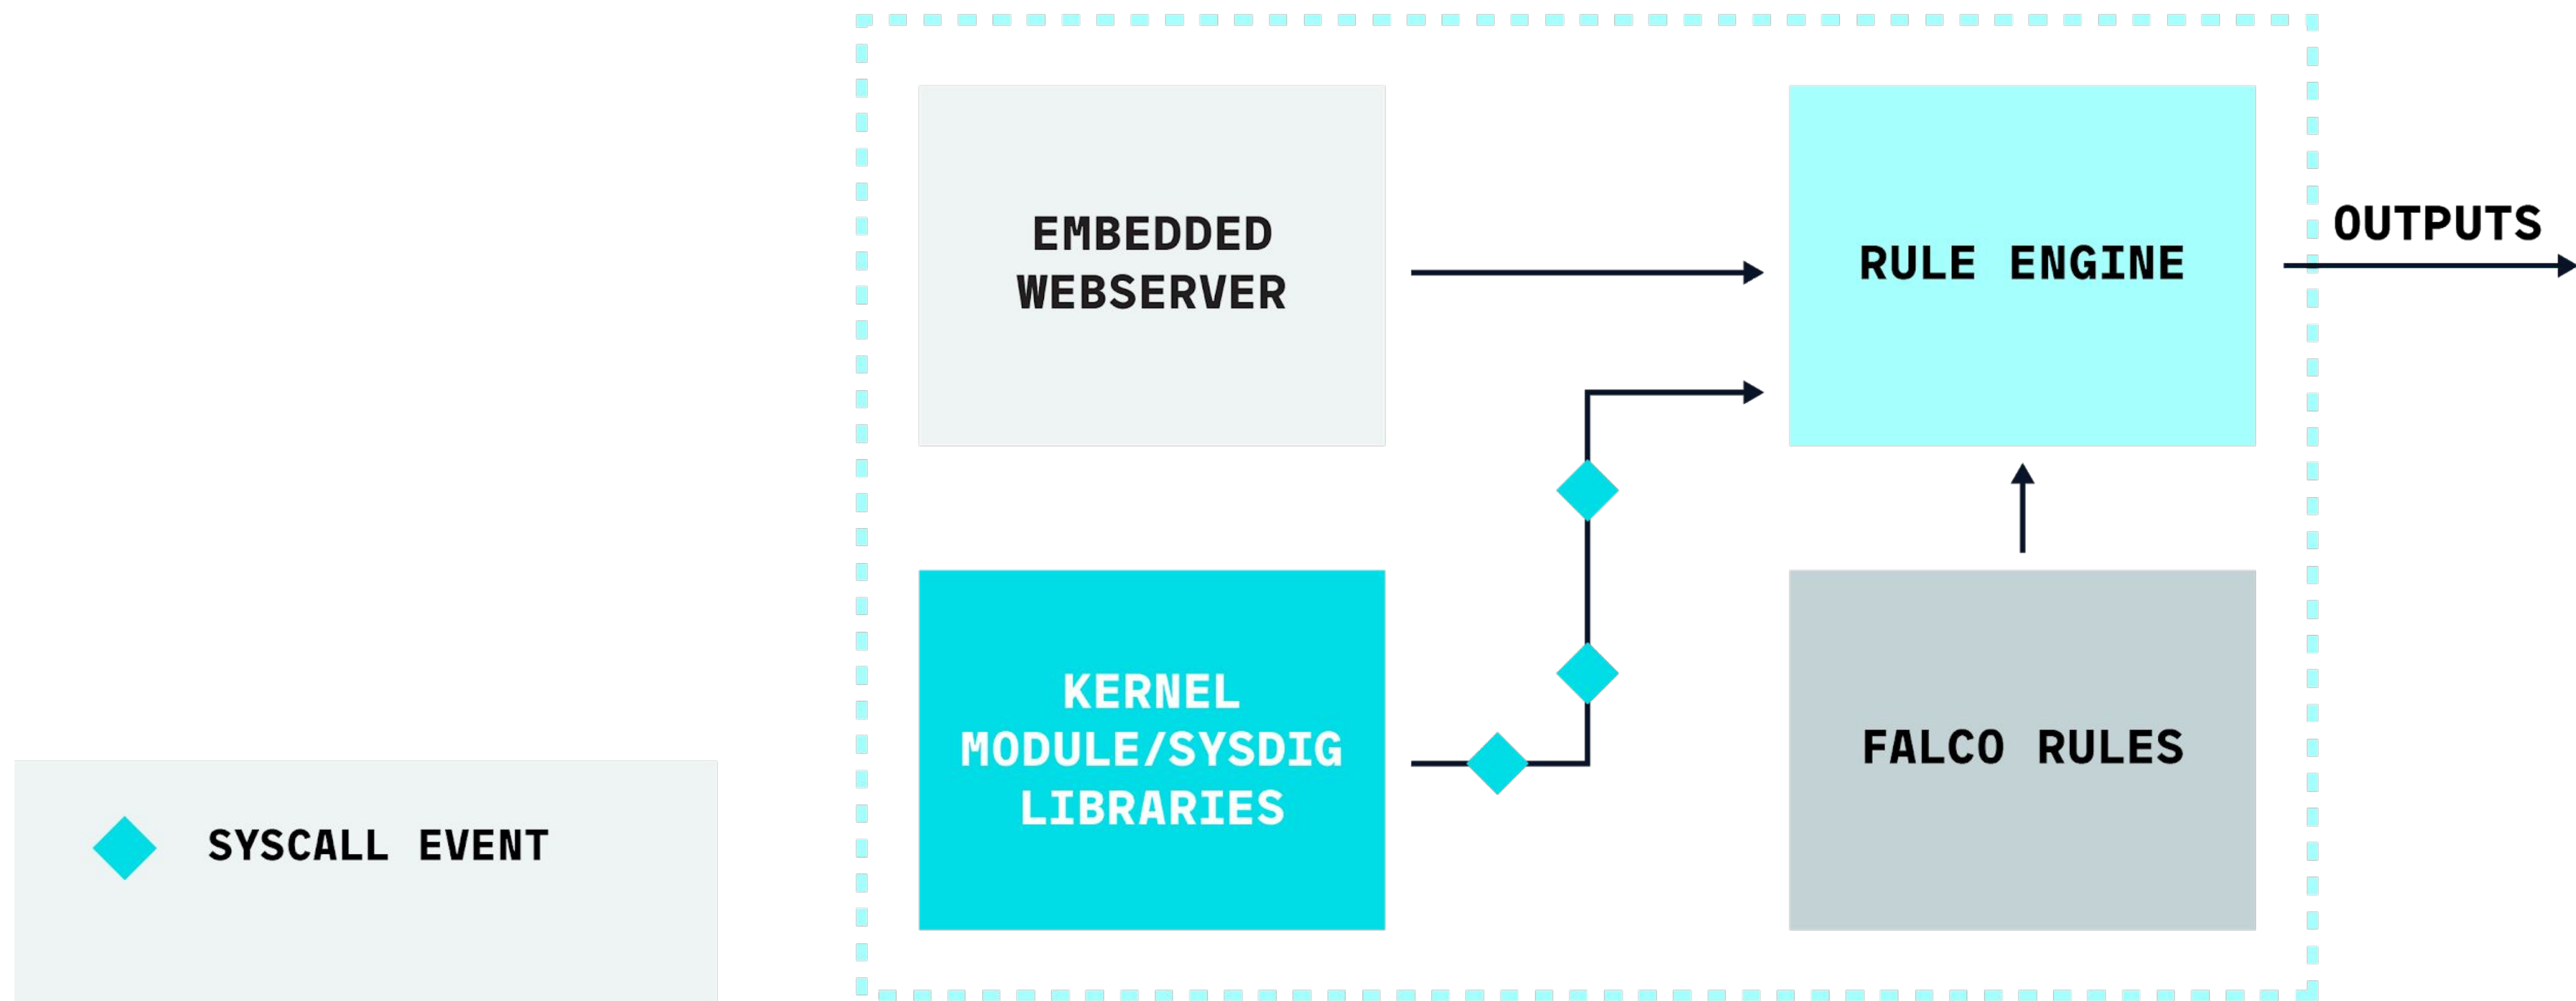 EMBEDDED
WEBSERVER
RULE ENGINE
OUTPUTS
KERNEL
MODULE/SYSDIG
LIBRARIES
FALCO RULES
SYSCALL EVENT